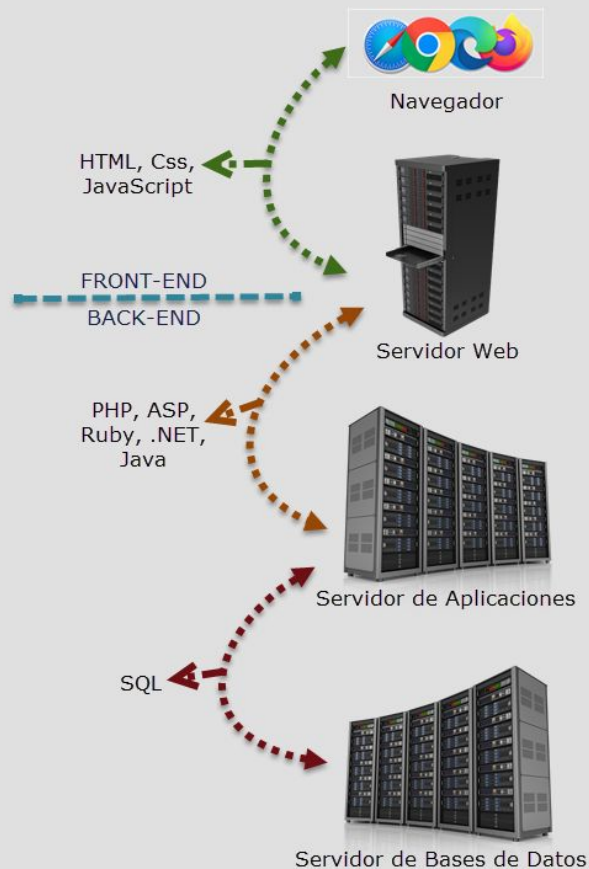 Navegador
HTML, Css,
JavaScript
FRONT-END
BACK-END
Servidor Web
PHP, ASP,
Ruby, .NET,
Java
Servidor de Aplicaciones
SQL
Servidor de Bases de Datos